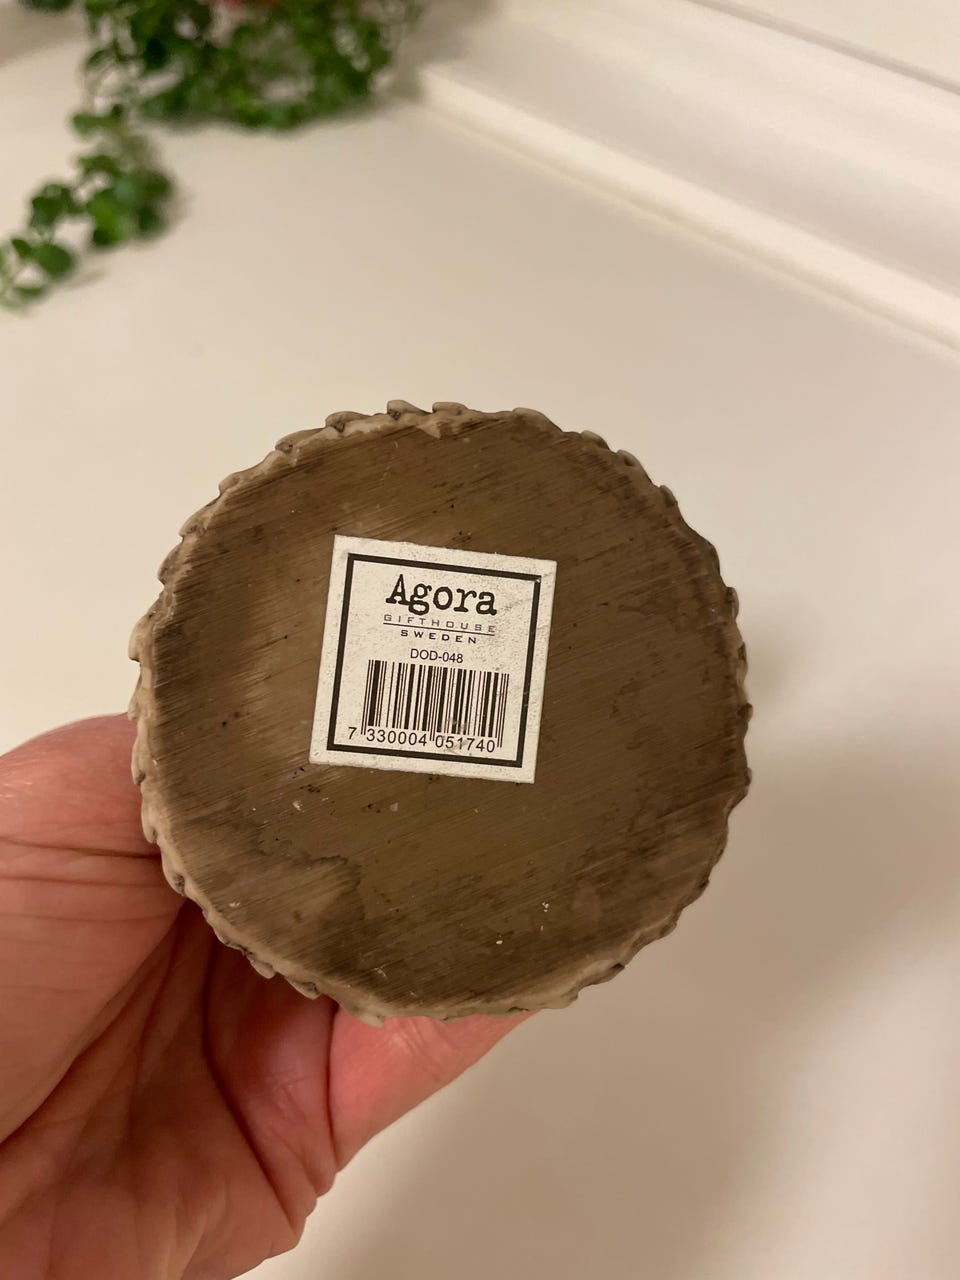 Agora
GIFTHOUSE
SWEDEN
DOD-048
7 330004 051740